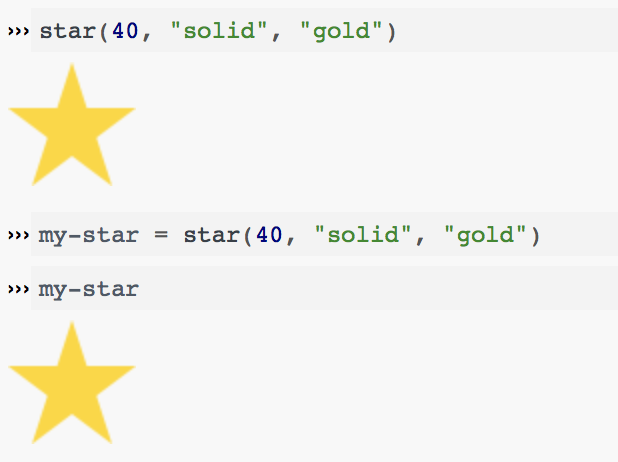 ››› star(40, "solid", "gold")
››› my-star = star(40, "solid", "gold")
››› my-star